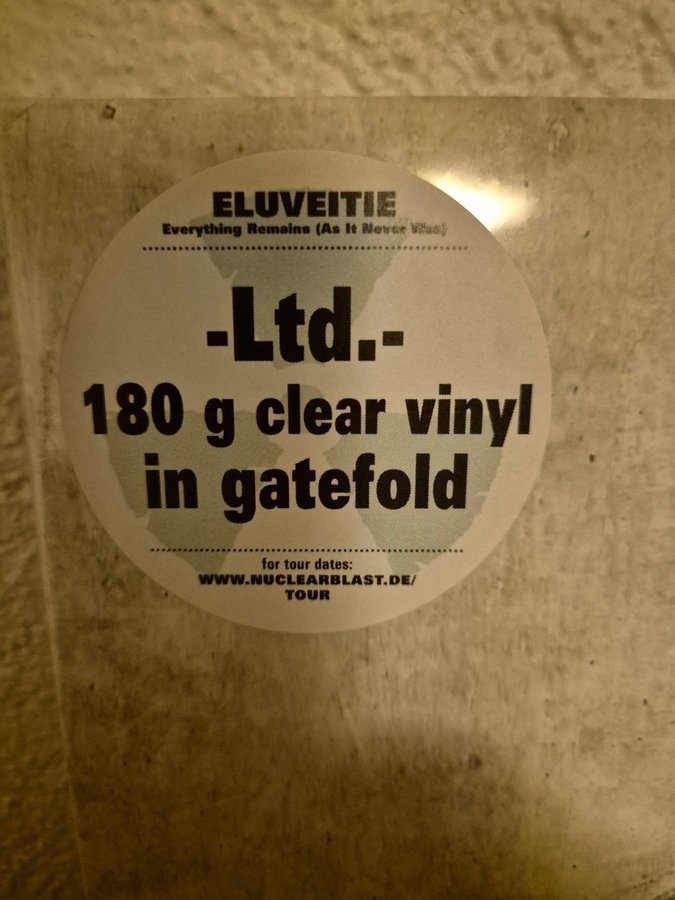 ELUVEITIE
Everything Remains (As It Never Was)
-Ltd.-
180 g clear vinyl
in gatefold
for tour dates:
WWW.NUCLEARBLAST.DE/
TOUR